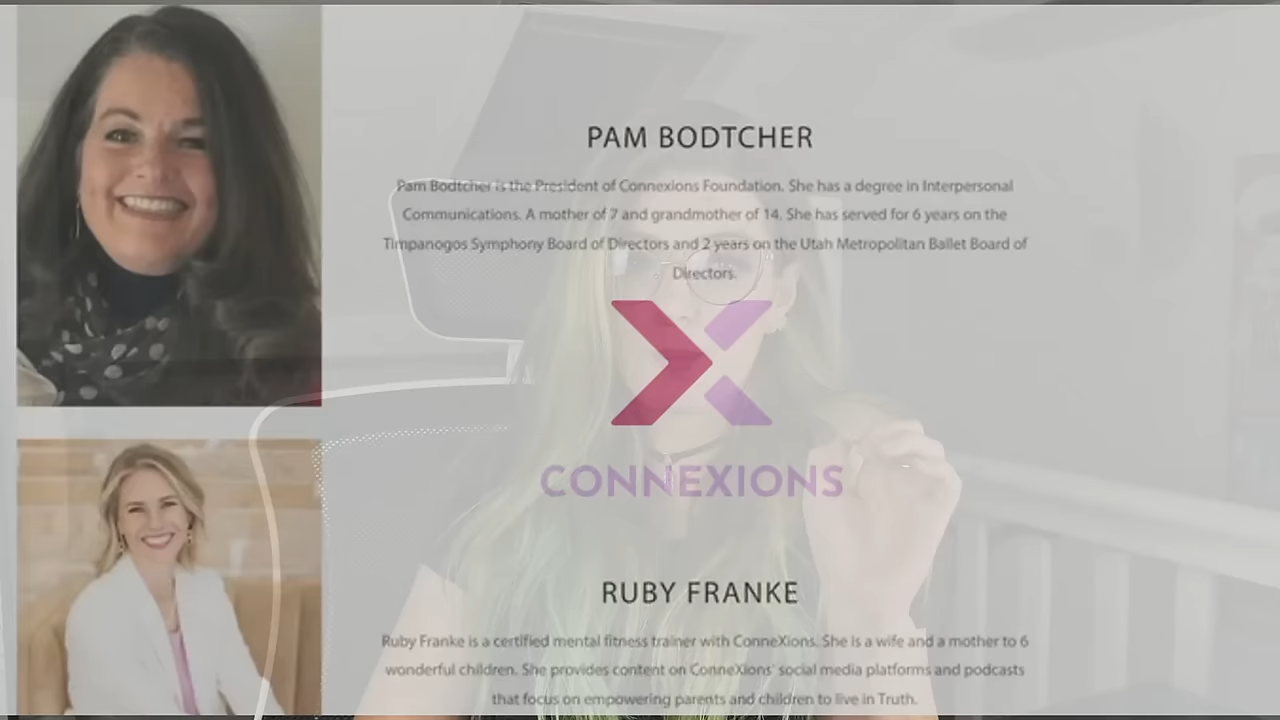 PAM BODTCHER
Pam Bodtcher is the President of Connexions Foundation. She has a degree in Interpersonal
Communications. A mother of 7 and grandmother of 14. She has served for 6 years on the
Timpanogos Symphony Board of Directors and 2 years on the Utah Metropolitan Ballet Board of
Directors.
CONNEXIONS
RUBY FRANKE
Ruby Franke is a certified mental fitness trainer with ConneXions. She is a wife and a mother to 6
wonderful children. She provides content on ConneXions' social media platforms and podcasts
that focus on empowering parents and children to live in Truth.